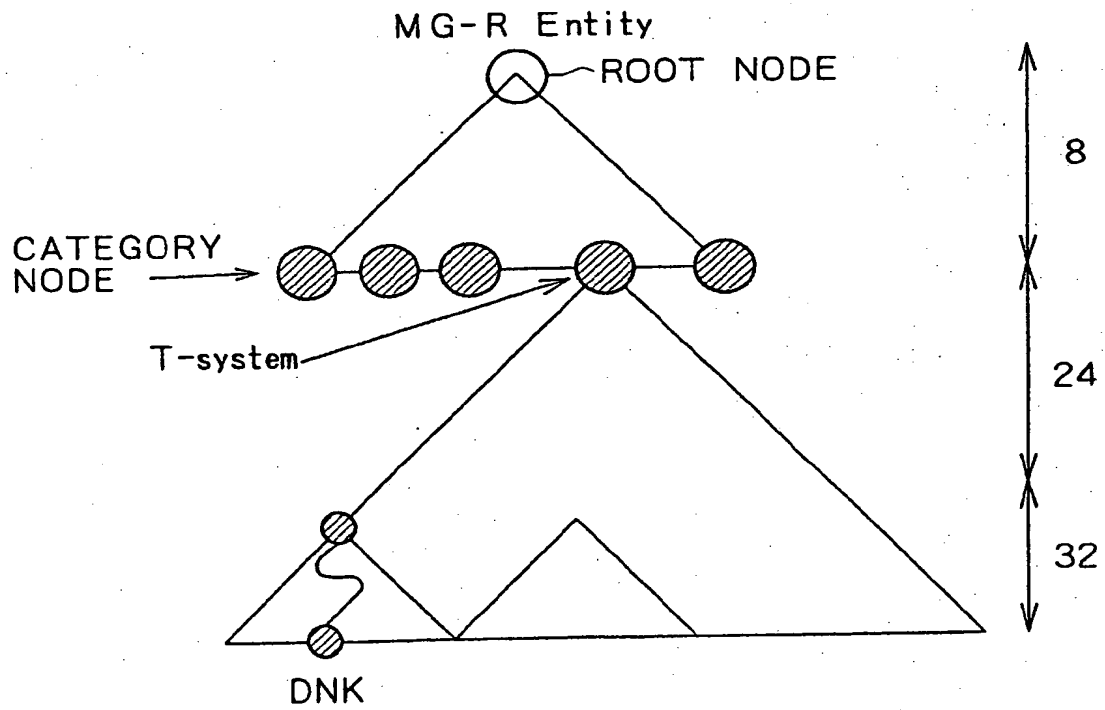 MG-R Entity
ROOT NODE
8
CATEGORY
NODE
T-system
24
32
DNK